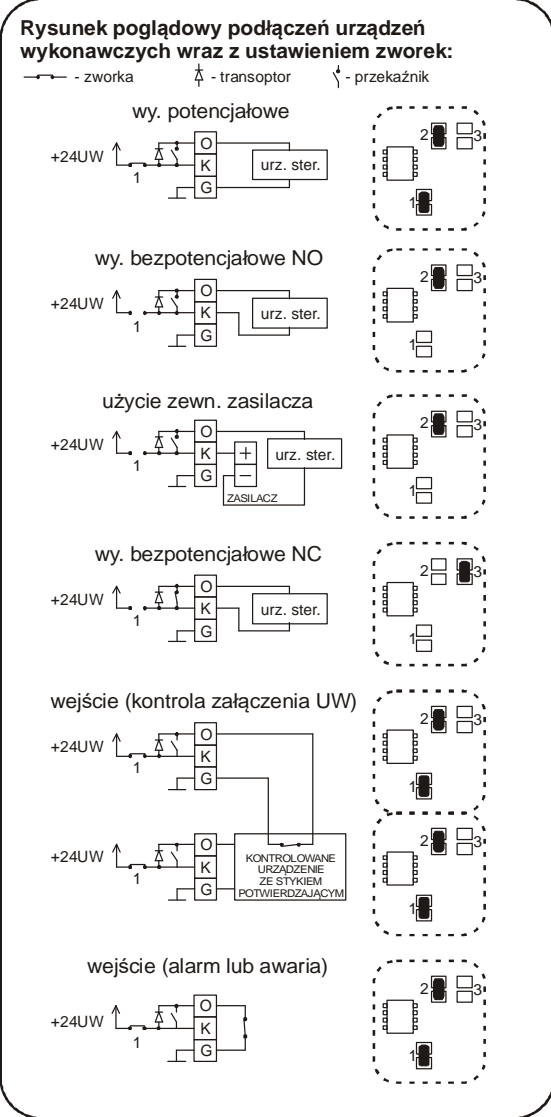 Rysunek poglądowy podłączeń urządzeń
wykonawczych wraz z ustawieniem zworek:
- zworka - transoptor - przekaźnik
wy. potencjałowe
+24UW 1 O K G urz. ster. 2 3 1
wy. bezpotencjałowe NO
+24UW 1 O K G urz. ster. 2 3 1
użycie zewn. zasilacza
+24UW 1 O K G + − urz. ster. 2 3 1
ZASILACZ
wy. bezpotencjałowe NC
+24UW 1 O K G urz. ster. 2 3 1
wejście (kontrola załączenia UW)
+24UW 1 O K G 2 3 1
+24UW 1 O K G 2 3 1
KONTROLOWANE
URZĄDZENIE
ZE STYKIEM
POTWIERDZAJĄCYM
wejście (alarm lub awaria)
+24UW 1 O K G 2 3 1